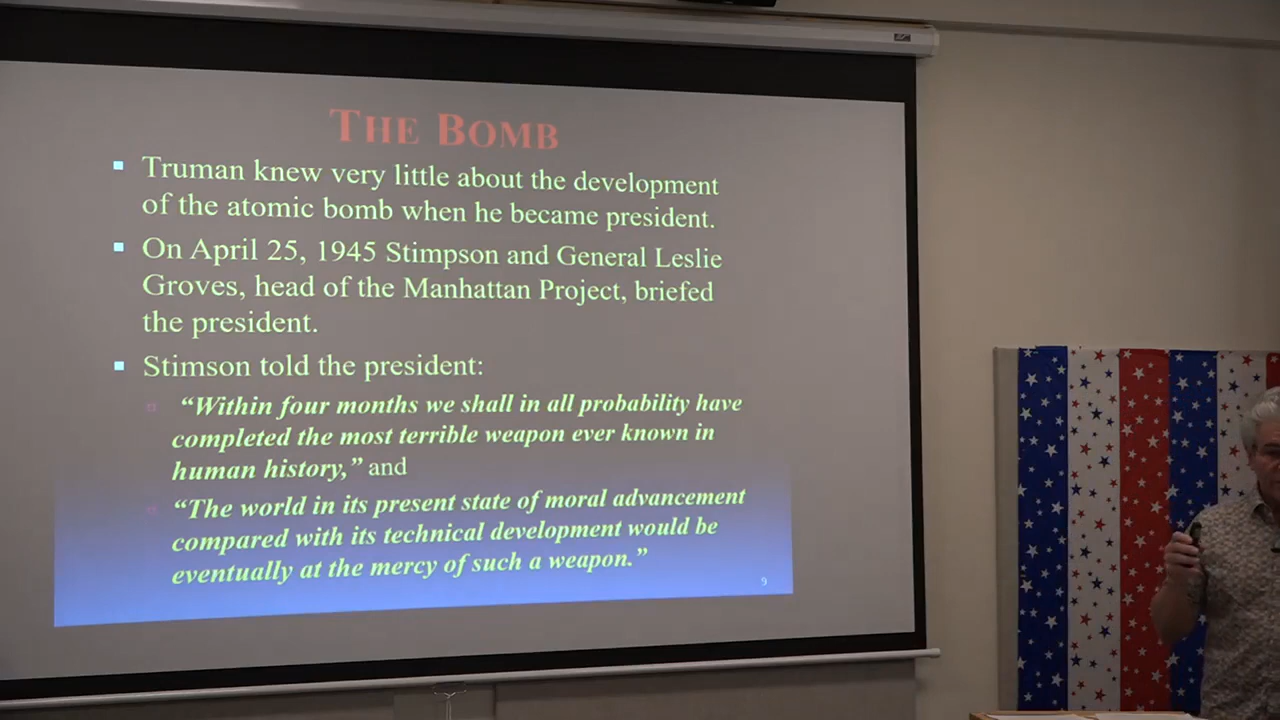 THE BOMB
Truman knew very little about the development
of the atomic bomb when he became president.
On April 25, 1945 Stimpson and General Leslie
Groves, head of the Manhattan Project, briefed
the president.
Stimson told the president:
“Within four months we shall in all probability have
completed the most terrible weapon ever known in
human history,” and
“The world in its present state of moral advancement
compared with its technical development would be
eventually at the mercy of such a weapon.”
9